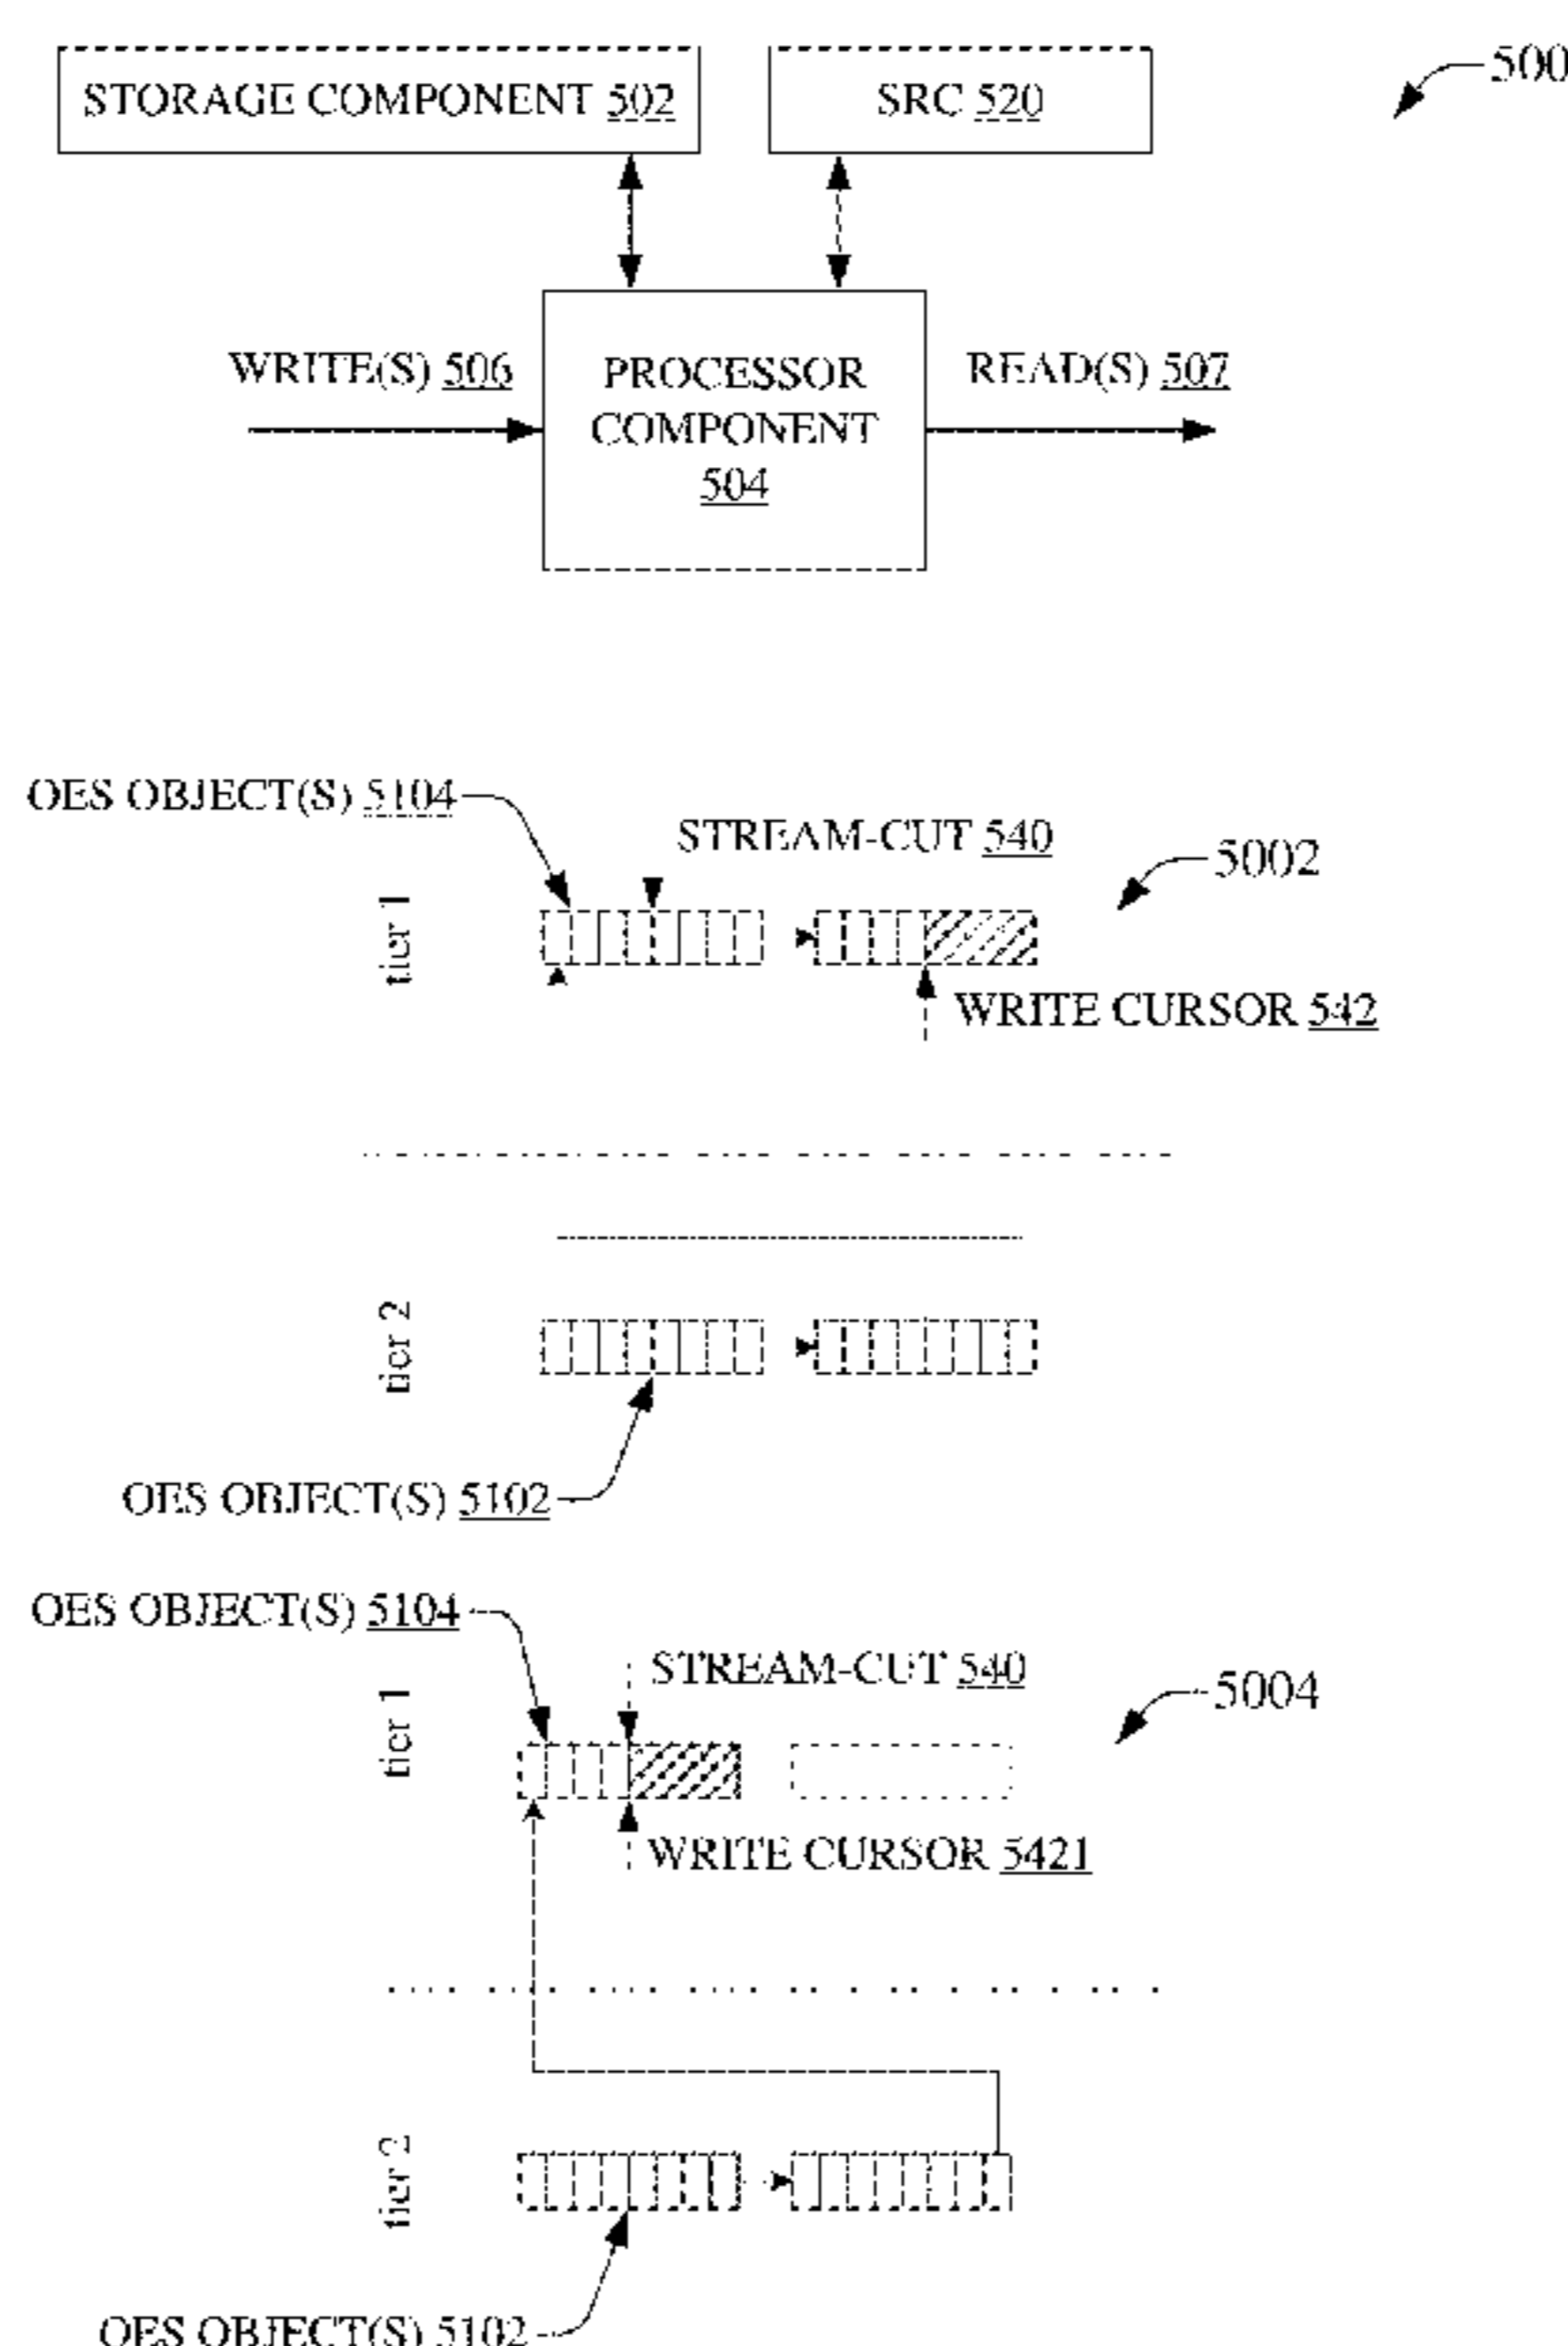 500
STORAGE COMPONENT 502
SRC 520
WRITE(S) 506
PROCESSOR
COMPONENT
504
READ(S) 507
OES OBJECT(S) 5104
STREAM-CUT 540
5002
tier 1
WRITE CURSOR 542
tier 2
OES OBJECT(S) 5102
OES OBJECT(S) 5104
STREAM-CUT 540
5004
tier 1
WRITE CURSOR 5421
tier 2
OES OBJECT(S) 5102